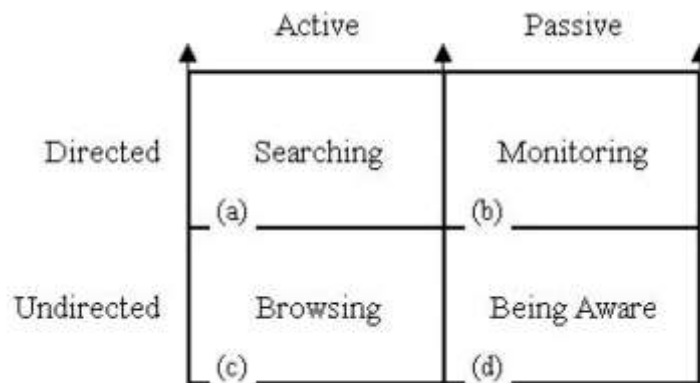 Active Passive
Directed Searching Monitoring
(a) (b)
Undirected Browsing Being Aware
(c) (d)